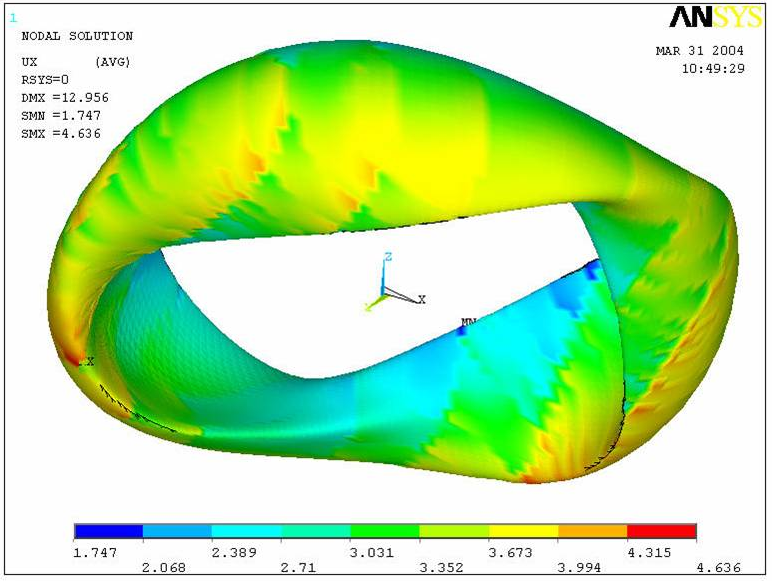 1
ANSYS
NODAL SOLUTION
MAR 31 2004
UX (AVG)
10:49:29
RSYS=0
DMX =12.956
SMN =1.747
SMX =4.636
Z
X
MN
X
1.747 2.389 3.031 3.673 4.315
2.068 2.71 3.352 3.994 4.636